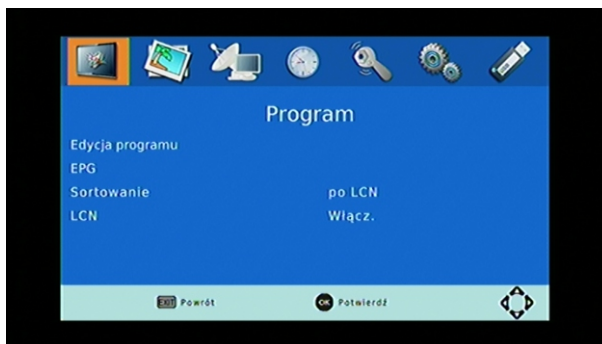 Program
Edycja programu
EPG
Sortowanie po LCN
LCN Włącz.
EXIT Powrót OK Potwierdź